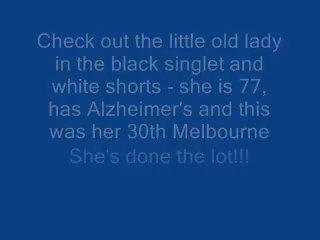 Check out the little old lady
in the black singlet and
white shorts - she is 77,
has Alzheimer's and this
was her 30th Melbourne
She's done the lot!!!